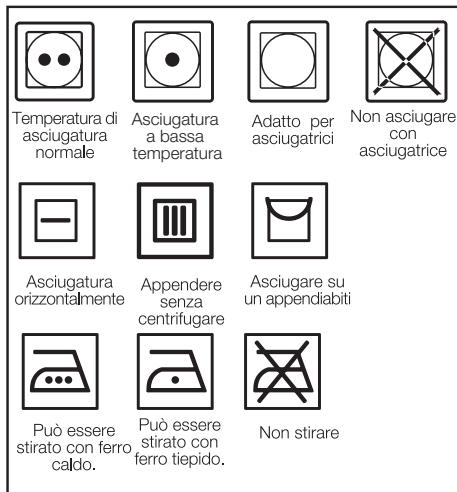 Temperatura di
asciugatura
normale
Asciugatura
a bassa
temperatura
Adatto per
asciugatrici
Non asciugare
con
asciugatrice
Asciugatura
orizzontalmente
Appendere
senza
centrifugare
Asciugare su
un appendiabiti
Può essere
stirato con ferro
caldo.
Può essere
stirato con
ferro tiepido.
Non stirare